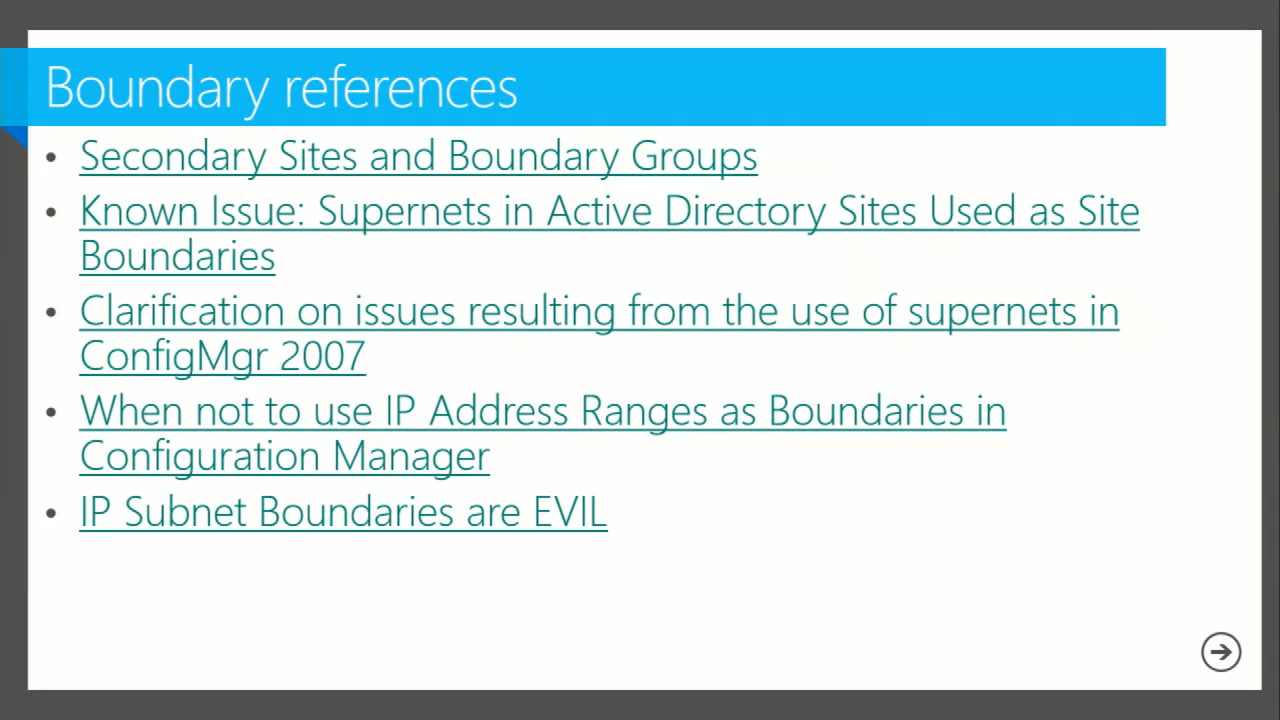 Boundary references
• Secondary Sites and Boundary Groups
• Known Issue: Supernets in Active Directory Sites Used as Site
Boundaries
• Clarification on issues resulting from the use of supernets in
ConfigMgr 2007
• When not to use IP Address Ranges as Boundaries in
Configuration Manager
• IP Subnet Boundaries are EVIL